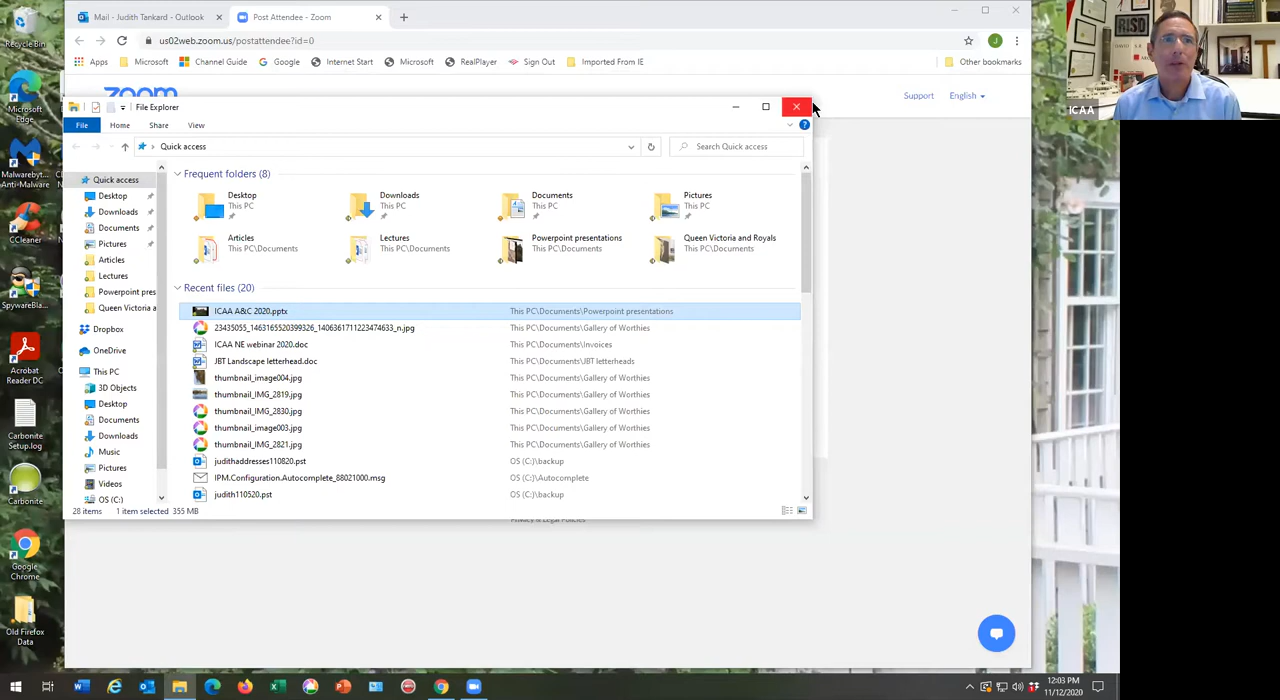 Recycle Bin
Microsoft Edge
Malwareby...
Anti-Malware
CCleaner
SpywareBla...
Acrobat Reader DC
Carbonite Setup.log
Carbonite
Google Chrome
Old Firefox Data
Mail - Judith Tankard - Outlook
Post Attendee - Zoom
us02web.zoom.us/postattendee?id=0
J
Apps
Microsoft
Channel Guide
Google
Internet Start
Microsoft
RealPlayer
Sign Out
Imported From IE
Other bookmarks
zoom
Support
English
File Explorer
File
Home
Share
View
Quick access
Search Quick access
Quick access
Desktop
Downloads
Documents
Pictures
Articles
Lectures
Powerpoint pres
Queen Victoria a
Dropbox
OneDrive
This PC
3D Objects
Desktop
Documents
Downloads
Music
Pictures
Videos
OS (C:)
Frequent folders (8)
Desktop
This PC
Downloads
This PC
Documents
This PC
Pictures
This PC
Articles
This PC\Documents
Lectures
This PC\Documents
Powerpoint presentations
This PC\Documents
Queen Victoria and Royals
This PC\Documents
Recent files (20)
ICAA A&C 2020.pptx This PC\Documents\Powerpoint presentations
23435055_1463165520399326_1406361711223474633_n.jpg This PC\Documents\Gallery of Worthies
ICAA NE webinar 2020.doc This PC\Documents\Invoices
JBT Landscape letterhead.doc This PC\Documents\JBT letterheads
thumbnail_image004.jpg This PC\Documents\Gallery of Worthies
thumbnail_IMG_2819.jpg This PC\Documents\Gallery of Worthies
thumbnail_IMG_2830.jpg This PC\Documents\Gallery of Worthies
thumbnail_image003.jpg This PC\Documents\Gallery of Worthies
thumbnail_IMG_2821.jpg This PC\Documents\Gallery of Worthies
judithaddresses110820.pst OS (C:)\backup
IPM.Configuration.Autocomplete_88021000.msg OS (C:)\Autocomplete
judith110520.pst OS (C:)\backup
28 items 1 item selected 355 MB
Privacy & Legal Policies
RISD
ICAA
12:03 PM
11/12/2020